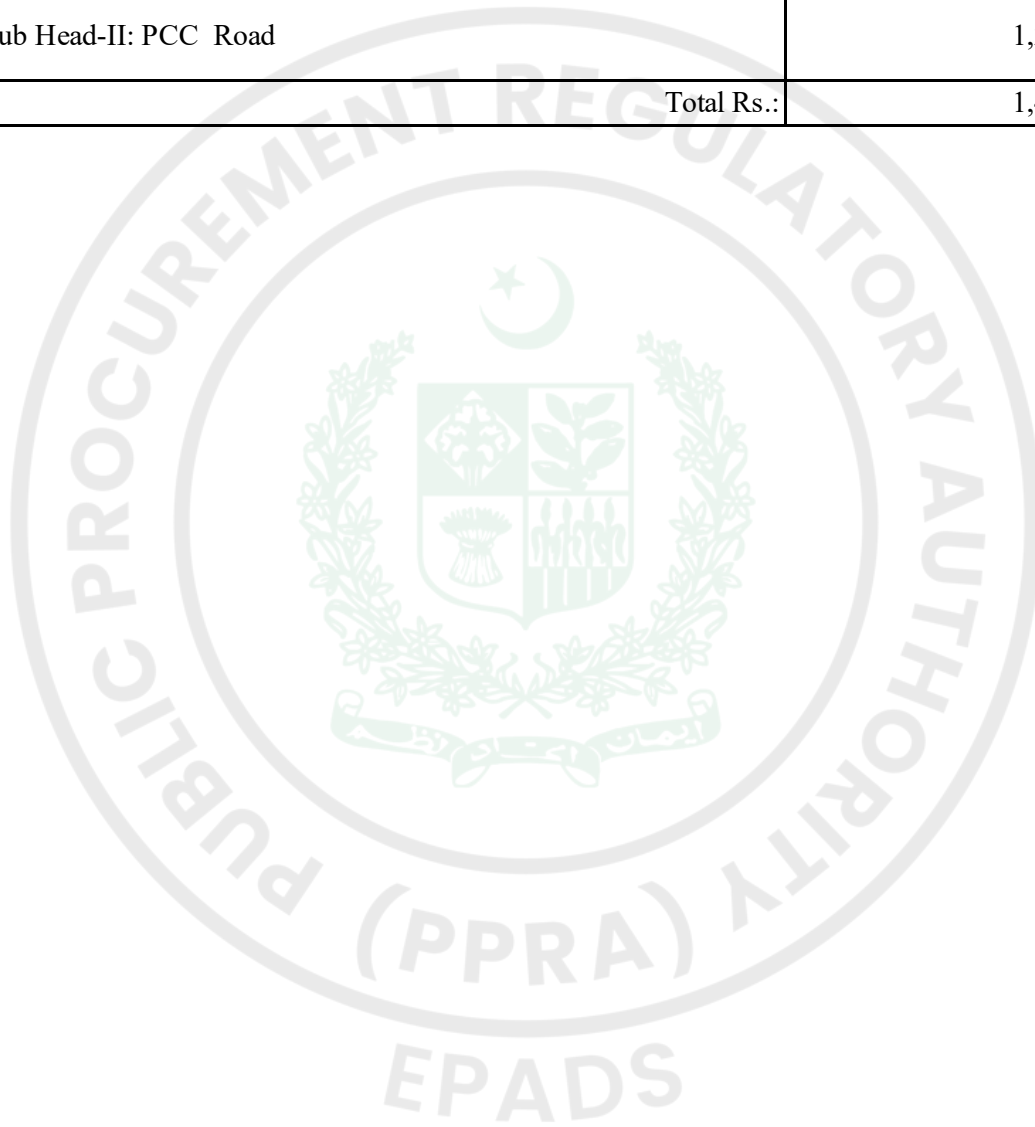 ub Head-II: PCC Road 1,
Total Rs.: 1,
PUBLIC PROCUREMENT REGULATORY AUTHORITY
(PPRA)
EPADS